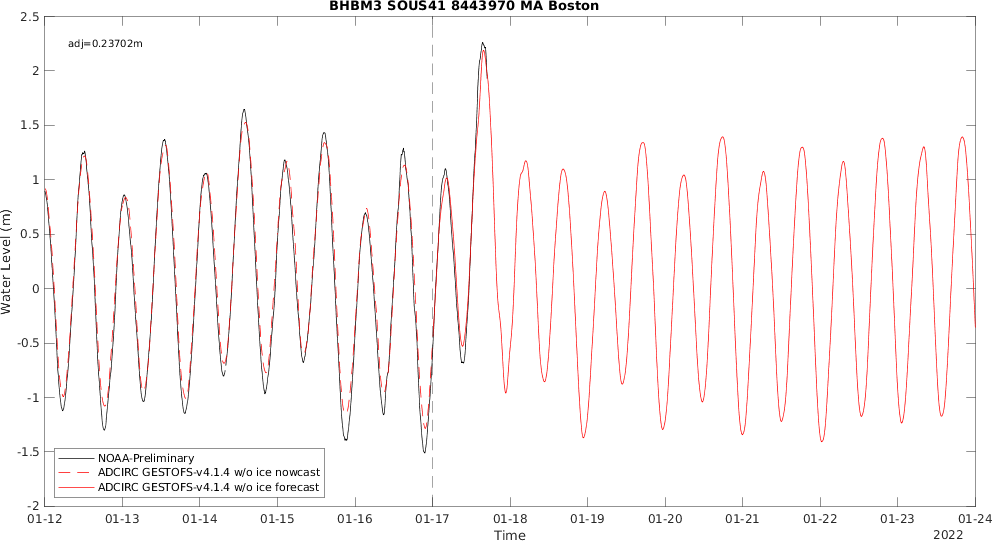 BHBM3 SOUS41 8443970 MA Boston
adj=0.23702m
2.5
2
1.5
1
0.5
0
-0.5
-1
-1.5
-2
Water Level (m)
NOAA-Preliminary
ADCIRC GESTOFS-v4.1.4 w/o ice nowcast
ADCIRC GESTOFS-v4.1.4 w/o ice forecast
01-12 01-13 01-14 01-15 01-16 01-17 01-18 01-19 01-20 01-21 01-22 01-23 01-24
Time
2022